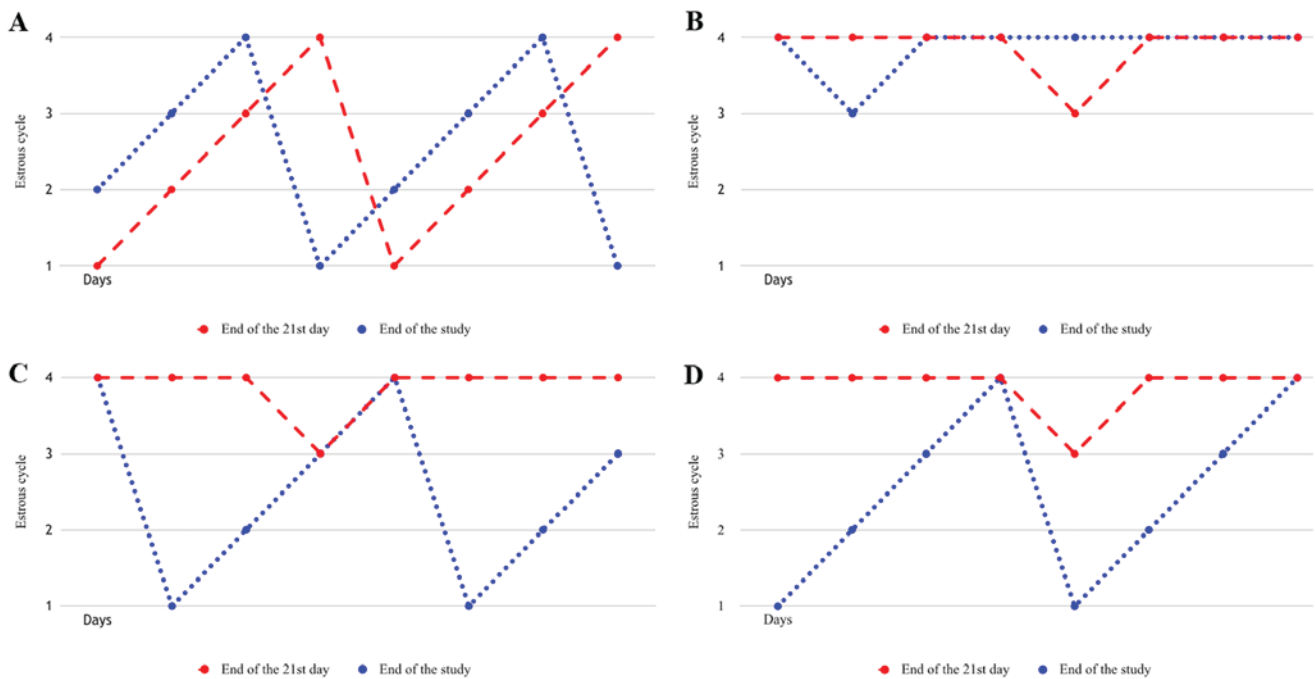 A
Estrous cycle
4
3
2
1
Days
End of the 21st day End of the study
B
Estrous cycle
4
3
2
1
Days
End of the 21st day End of the study
C
Estrous cycle
4
3
2
1
Days
End of the 21st day End of the study
D
Estrous cycle
4
3
2
1
Days
End of the 21st day End of the study